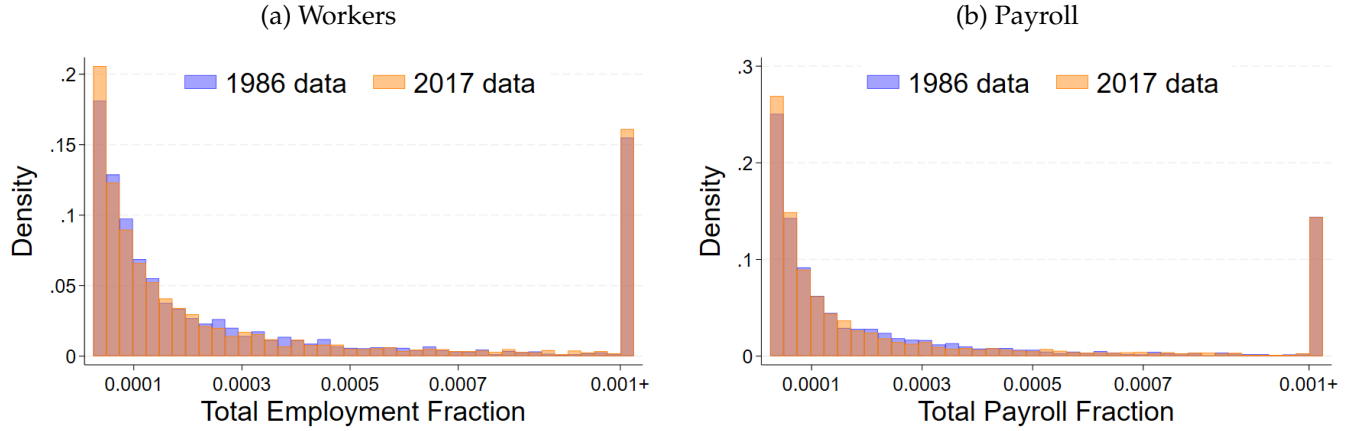 (a) Workers
1986 data 2017 data
.2
.15
.1
.05
0
Density
0.0001 0.0003 0.0005 0.0007 0.001+
Total Employment Fraction
(b) Payroll
1986 data 2017 data
.3
.2
.1
0
Density
0.0001 0.0003 0.0005 0.0007 0.001+
Total Payroll Fraction